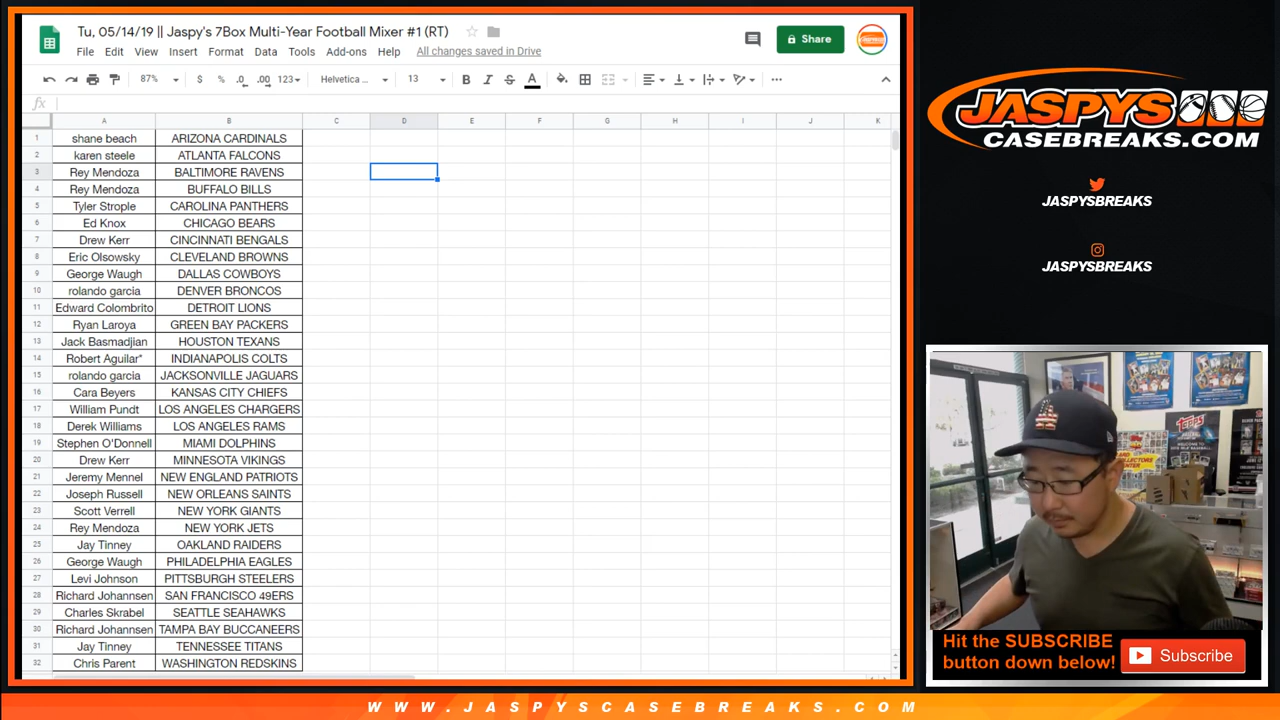 Tu, 05/14/19 || Jaspy's 7Box Multi-Year Football Mixer #1 (RT)
File Edit View Insert Format Data Tools Add-ons Help All changes saved in Drive
Share
87% $ % .0 .00 123 Helvetica ... 13 B I S A
fx
A B C D E F G H I J K
1 shane beach ARIZONA CARDINALS
2 karen steele ATLANTA FALCONS
3 Rey Mendoza BALTIMORE RAVENS
4 Rey Mendoza BUFFALO BILLS
5 Tyler Strople CAROLINA PANTHERS
6 Ed Knox CHICAGO BEARS
7 Drew Kerr CINCINNATI BENGALS
8 Eric Olsowsky CLEVELAND BROWNS
9 George Waugh DALLAS COWBOYS
10 rolando garcia DENVER BRONCOS
11 Edward Colombrito DETROIT LIONS
12 Ryan Laroya GREEN BAY PACKERS
13 Jack Basmadjian HOUSTON TEXANS
14 Robert Aguilar* INDIANAPOLIS COLTS
15 rolando garcia JACKSONVILLE JAGUARS
16 Cara Beyers KANSAS CITY CHIEFS
17 William Pundt LOS ANGELES CHARGERS
18 Derek Williams LOS ANGELES RAMS
19 Stephen O'Donnell MIAMI DOLPHINS
20 Drew Kerr MINNESOTA VIKINGS
21 Jeremy Mennel NEW ENGLAND PATRIOTS
22 Joseph Russell NEW ORLEANS SAINTS
23 Scott Verrell NEW YORK GIANTS
24 Rey Mendoza NEW YORK JETS
25 Jay Tinney OAKLAND RAIDERS
26 George Waugh PHILADELPHIA EAGLES
27 Levi Johnson PITTSBURGH STEELERS
28 Richard Johannsen SAN FRANCISCO 49ERS
29 Charles Skrabel SEATTLE SEAHAWKS
30 Richard Johannsen TAMPA BAY BUCCANEERS
31 Jay Tinney TENNESSEE TITANS
32 Chris Parent WASHINGTON REDSKINS
JASPYS
CASEBREAKS.COM
JASPYSBREAKS
JASPYSBREAKS
TOPPS
Hit the SUBSCRIBE
button down below!
Subscribe
WWW.JASPYSCASEBREAKS.COM